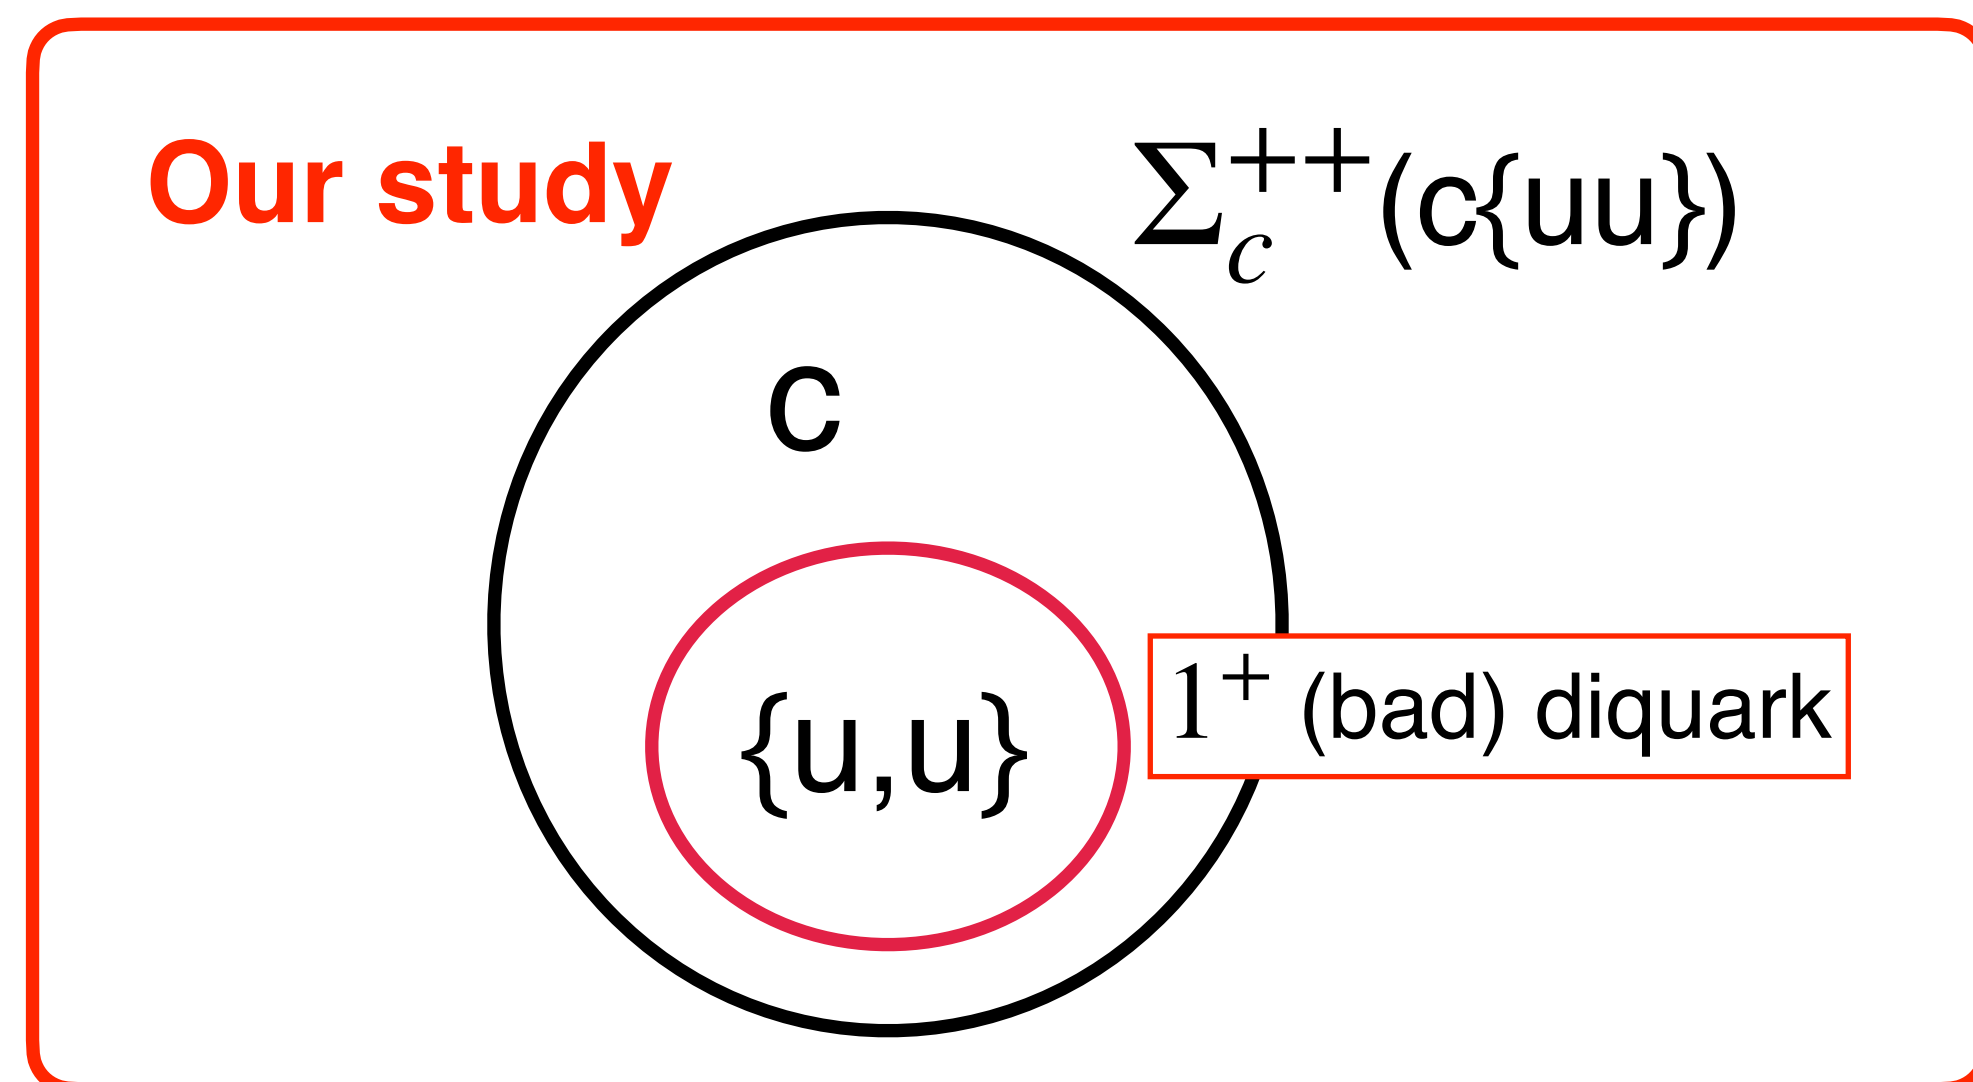 Our study
Σc++(c{uu})
c
{u,u}
1+ (bad) diquark